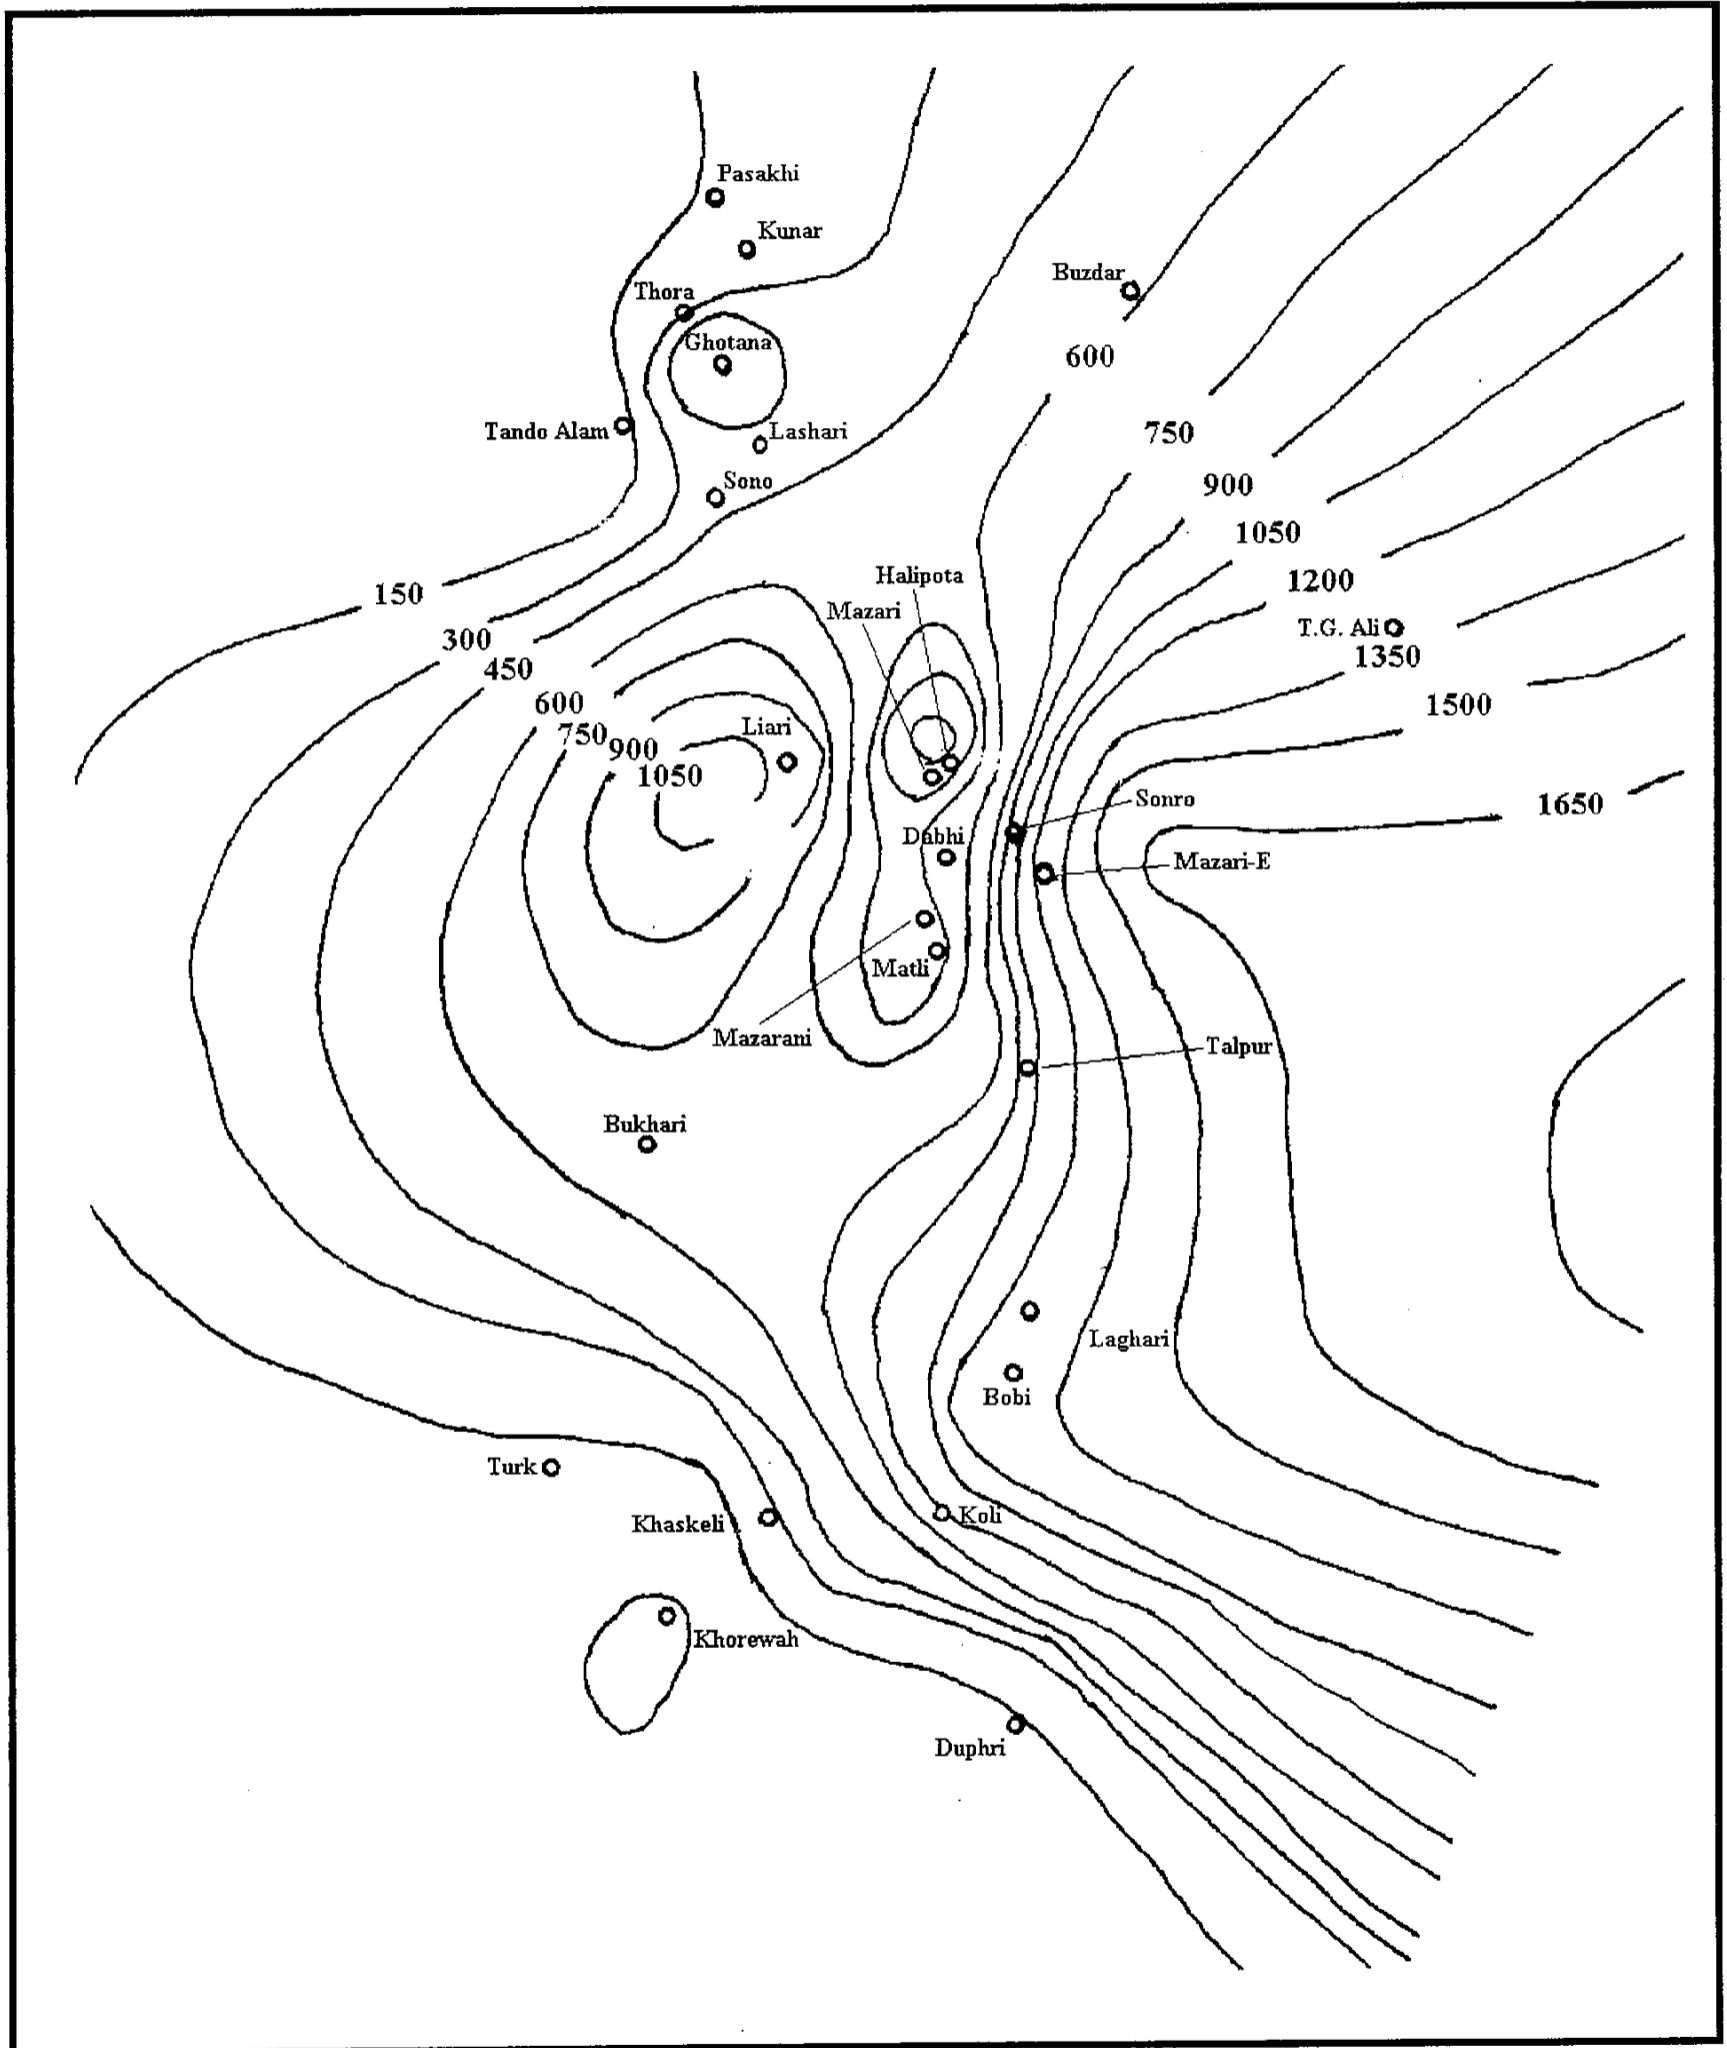 Pasakhi
Kunar
Buzdar
Thora
Ghotana
600
Tando Alam
Lashari
750
Sono
900
1050
Halipota
1200
150
Mazari
T.G. Ali
300
1350
450
600
1500
Liari
750
900
1050
Sonro
1650
Dabhi
Mazari-E
Matli
Mazarani
Talpur
Bukhari
Laghari
Bobi
Turk
Khaskeli
Koli
Khorewah
Duphri